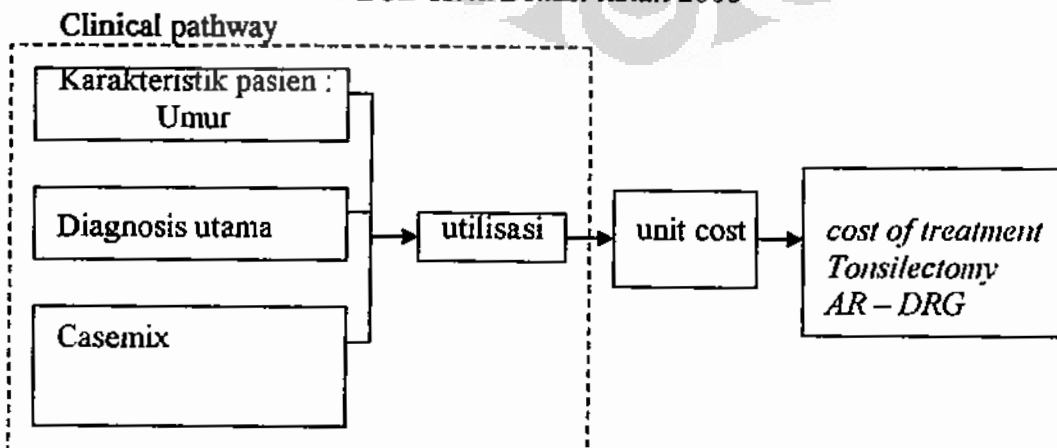 Clinical pathway
Karakteristik pasien :
Umur
Diagnosis utama
Casemix
utilisasi
unit cost
cost of treatment
Tonsilectomy
AR – DRG